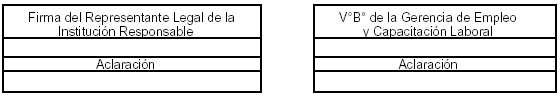 Firma del Representante Legal de la
Institución Responsable
Aclaración
V°B° de la Gerencia de Empleo
y Capacitación Laboral
Aclaración